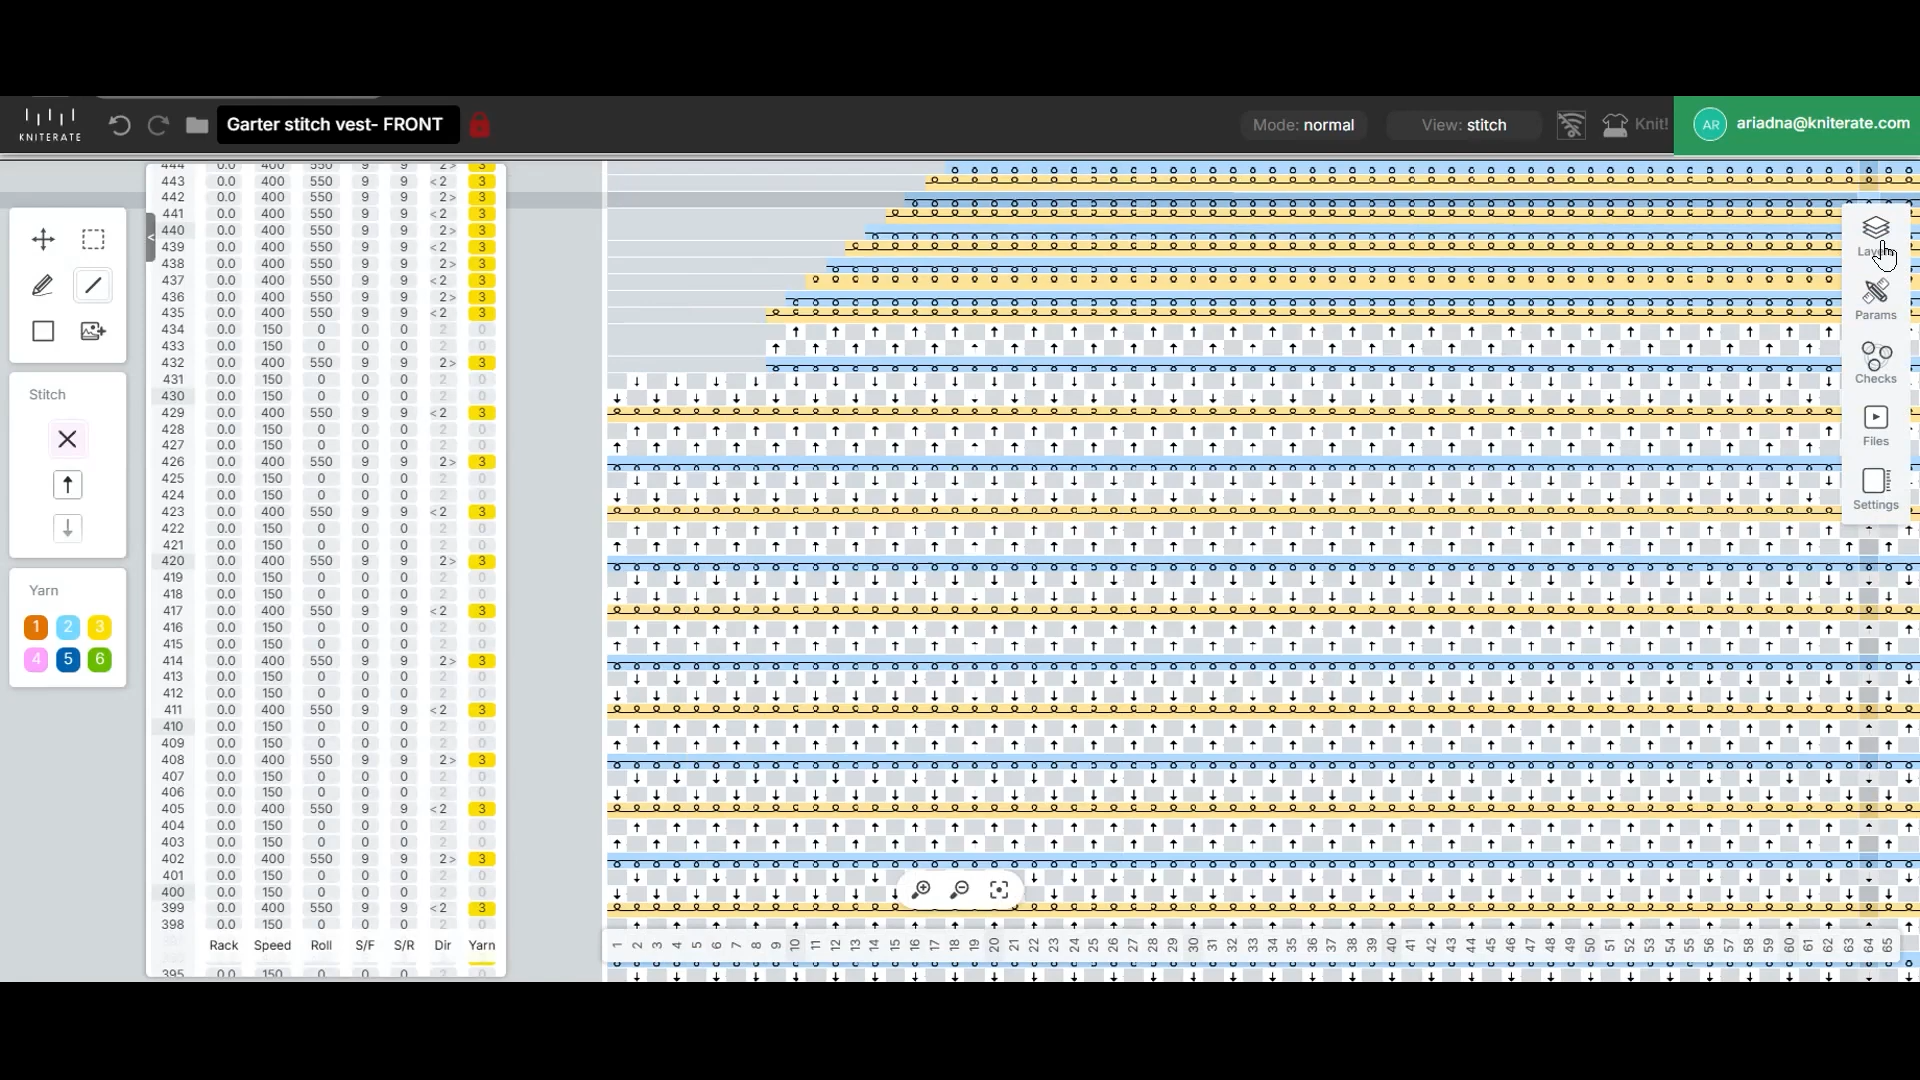 KNITERATE
Garter stitch vest- FRONT
Mode: normal
View: stitch
Knit!
AR
ariadna@kniterate.com
444 0.0 400 550 9 9 2> 3
443 0.0 400 550 9 9 <2 3
442 0.0 400 550 9 9 2> 3
441 0.0 400 550 9 9 <2 3
440 0.0 400 550 9 9 2> 3
439 0.0 400 550 9 9 <2 3
438 0.0 400 550 9 9 2> 3
437 0.0 400 550 9 9 <2 3
436 0.0 400 550 9 9 2> 3
435 0.0 400 550 9 9 <2 3
434 0.0 150 0 0 0 2 0
433 0.0 150 0 0 0 2 0
432 0.0 400 550 9 9 2> 3
431 0.0 150 0 0 0 2 0
430 0.0 150 0 0 0 2 0
429 0.0 400 550 9 9 <2 3
428 0.0 150 0 0 0 2 0
427 0.0 150 0 0 0 2 0
426 0.0 400 550 9 9 2> 3
425 0.0 150 0 0 0 2 0
424 0.0 150 0 0 0 2 0
423 0.0 400 550 9 9 <2 3
422 0.0 150 0 0 0 2 0
421 0.0 150 0 0 0 2 0
420 0.0 400 550 9 9 2> 3
419 0.0 150 0 0 0 2 0
418 0.0 150 0 0 0 2 0
417 0.0 400 550 9 9 <2 3
416 0.0 150 0 0 0 2 0
415 0.0 150 0 0 0 2 0
414 0.0 400 550 9 9 2> 3
413 0.0 150 0 0 0 2 0
412 0.0 150 0 0 0 2 0
411 0.0 400 550 9 9 <2 3
410 0.0 150 0 0 0 2 0
409 0.0 150 0 0 0 2 0
408 0.0 400 550 9 9 2> 3
407 0.0 150 0 0 0 2 0
406 0.0 150 0 0 0 2 0
405 0.0 400 550 9 9 <2 3
404 0.0 150 0 0 0 2 0
403 0.0 150 0 0 0 2 0
402 0.0 400 550 9 9 2> 3
401 0.0 150 0 0 0 2 0
400 0.0 150 0 0 0 2 0
399 0.0 400 550 9 9 <2 3
398 0.0 150 0 0 0 2 0
Rack Speed Roll S/F S/R Dir Yarn
395 0.0 150 0 0 0 2 0
Stitch
Yarn
1 2 3
4 5 6
Params
Checks
Files
Settings
1 2 3 4 5 6 7 8 9 10 11 12 13 14 15 16 17 18 19 20 21 22 23 24 25 26 27 28 29 30 31 32 33 34 35 36 37 38 39 40 41 42 43 44 45 46 47 48 49 50 51 52 53 54 55 56 57 58 59 60 61 62 63 64 65